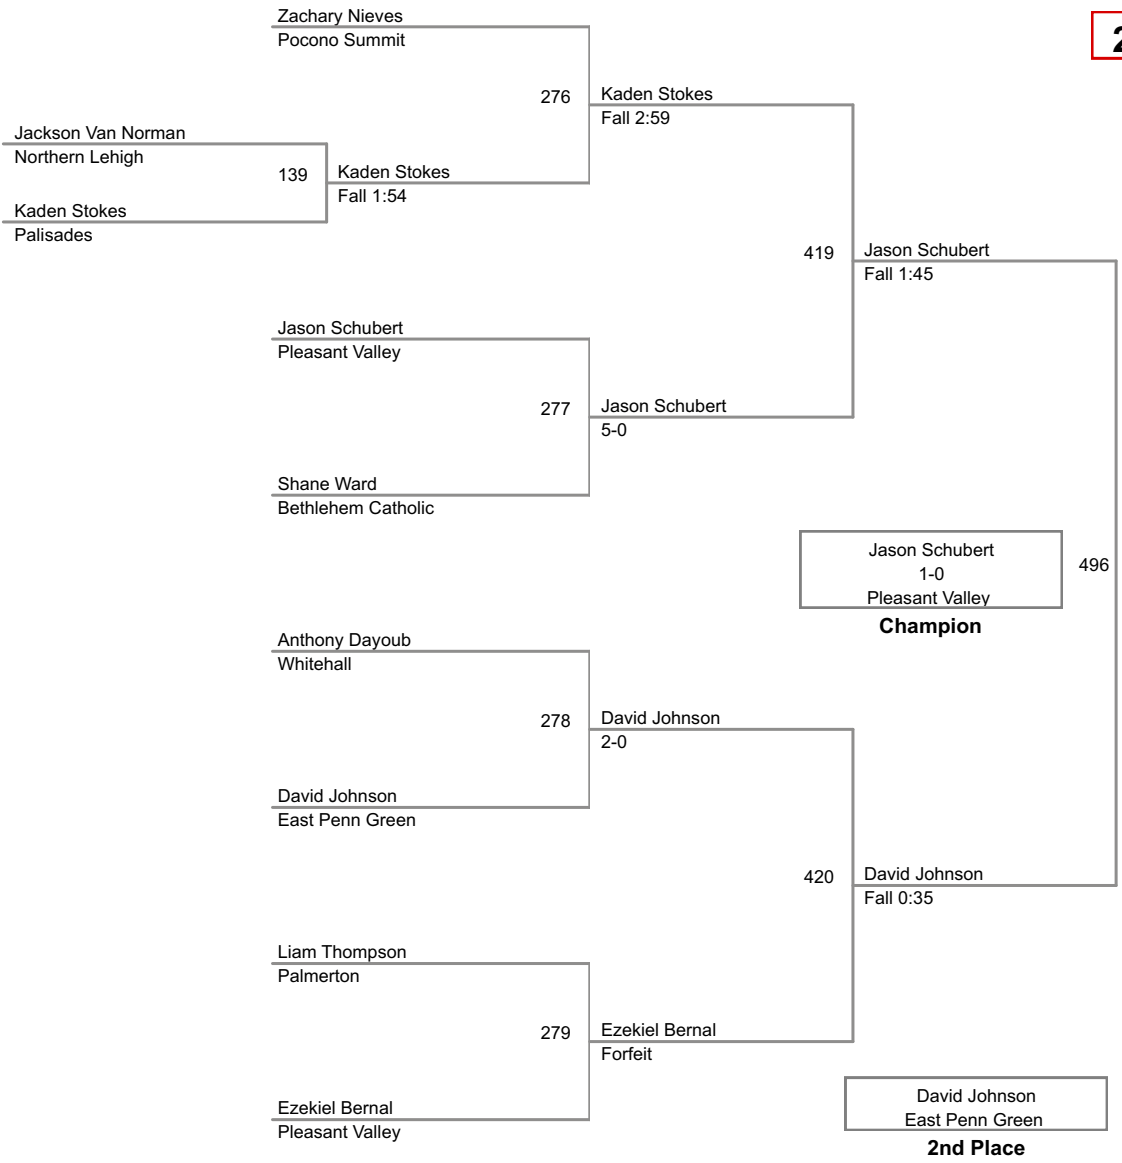 Zachary Nieves
Pocono Summit
2
276
Kaden Stokes
Fall 2:59
Jackson Van Norman
Northern Lehigh
139
Kaden Stokes
Fall 1:54
Kaden Stokes
Palisades
419
Jason Schubert
Fall 1:45
Jason Schubert
Pleasant Valley
277
Jason Schubert
5-0
Shane Ward
Bethlehem Catholic
Jason Schubert
1-0
Pleasant Valley
496
Champion
Anthony Dayoub
Whitehall
278
David Johnson
2-0
David Johnson
East Penn Green
420
David Johnson
Fall 0:35
Liam Thompson
Palmerton
279
Ezekiel Bernal
Forfeit
Ezekiel Bernal
Pleasant Valley
David Johnson
East Penn Green
2nd Place